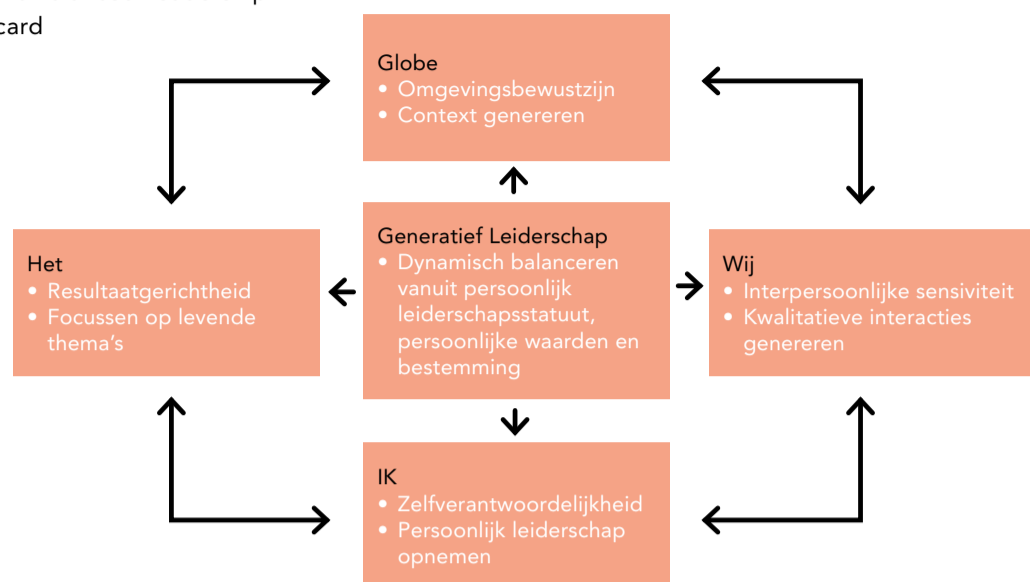 card
Globe
• Omgevingsbewustzijn
• Context genereren
Generatief Leiderschap
• Dynamisch balanceren
vanuit persoonlijk
leiderschapsstatuut,
persoonlijke waarden en
bestemming
Het
• Resultaatgerichtheid
• Focussen op levende
thema's
Wij
• Interpersoonlijke sensiviteit
• Kwalitatieve interacties
genereren
IK
• Zelfverantwoordelijkheid
• Persoonlijk leiderschap
opnemen